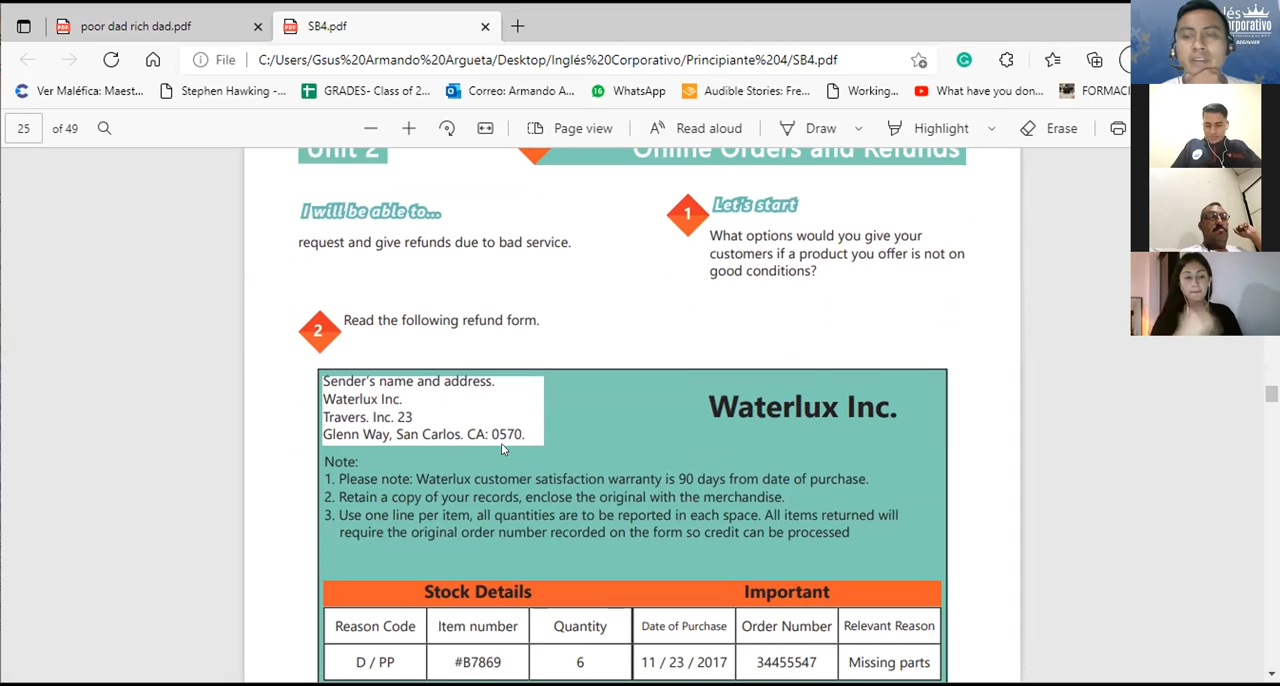 poor dad rich dad.pdf
SB4.pdf
File
C:/Users/Gsus%20Armando%20Argueta/Desktop/Inglés%20Corporativo/Principiante%204/SB4.pdf
Ver Maléfica: Maest...
Stephen Hawking -...
GRADES- Class of 2...
Correo: Armando A...
WhatsApp
Audible Stories: Fre...
Working...
What have you don...
FORMACI
25
of 49
Page view
Read aloud
Draw
Highlight
Erase
Unit 2
Online Orders and Refunds
I will be able to...
request and give refunds due to bad service.
1
Let's start
What options would you give your
customers if a product you offer is not on
good conditions?
2
Read the following refund form.
Sender's name and address.
Waterlux Inc.
Travers. Inc. 23
Glenn Way, San Carlos. CA: 0570.
Waterlux Inc.
Note:
1. Please note: Waterlux customer satisfaction warranty is 90 days from date of purchase.
2. Retain a copy of your records, enclose the original with the merchandise.
3. Use one line per item, all quantities are to be reported in each space. All items returned will
require the original order number recorded on the form so credit can be processed
Stock Details
Important
Reason Code
Item number
Quantity
Date of Purchase
Order Number
Relevant Reason
D / PP
#B7869
6
11 / 23 / 2017
34455547
Missing parts